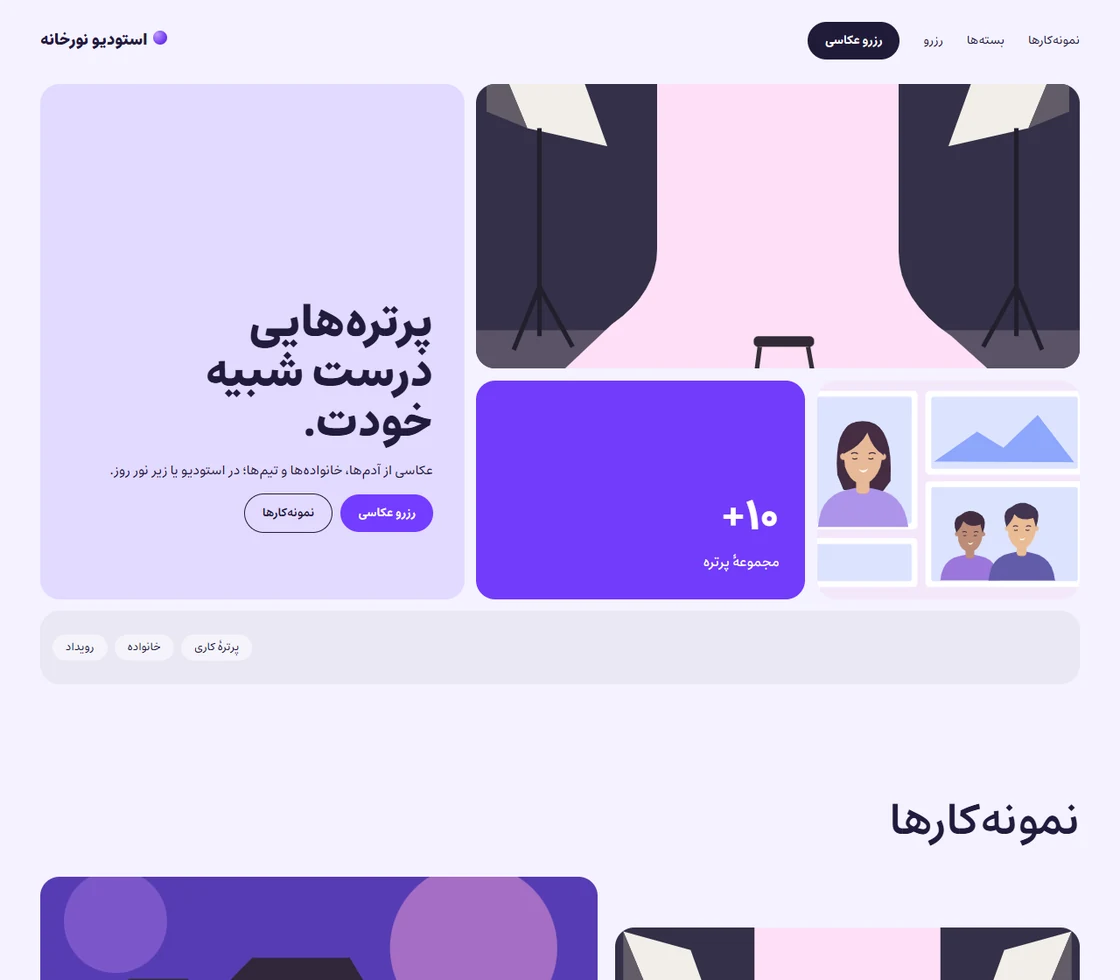 استودیو نورخانه
نمونه‌کارها
بسته‌ها
رزرو
رزرو عکاسی
پرتره‌هایی
درست شبیه
خودت.
عکاسی از آدم‌ها، خانواده‌ها و تیم‌ها؛ در استودیو یا زیر نور روز.
رزرو عکاسی
نمونه‌کارها
۱۰+
مجموعهٔ پرتره
پرترهٔ کاری
خانواده
رویداد
نمونه‌کارها